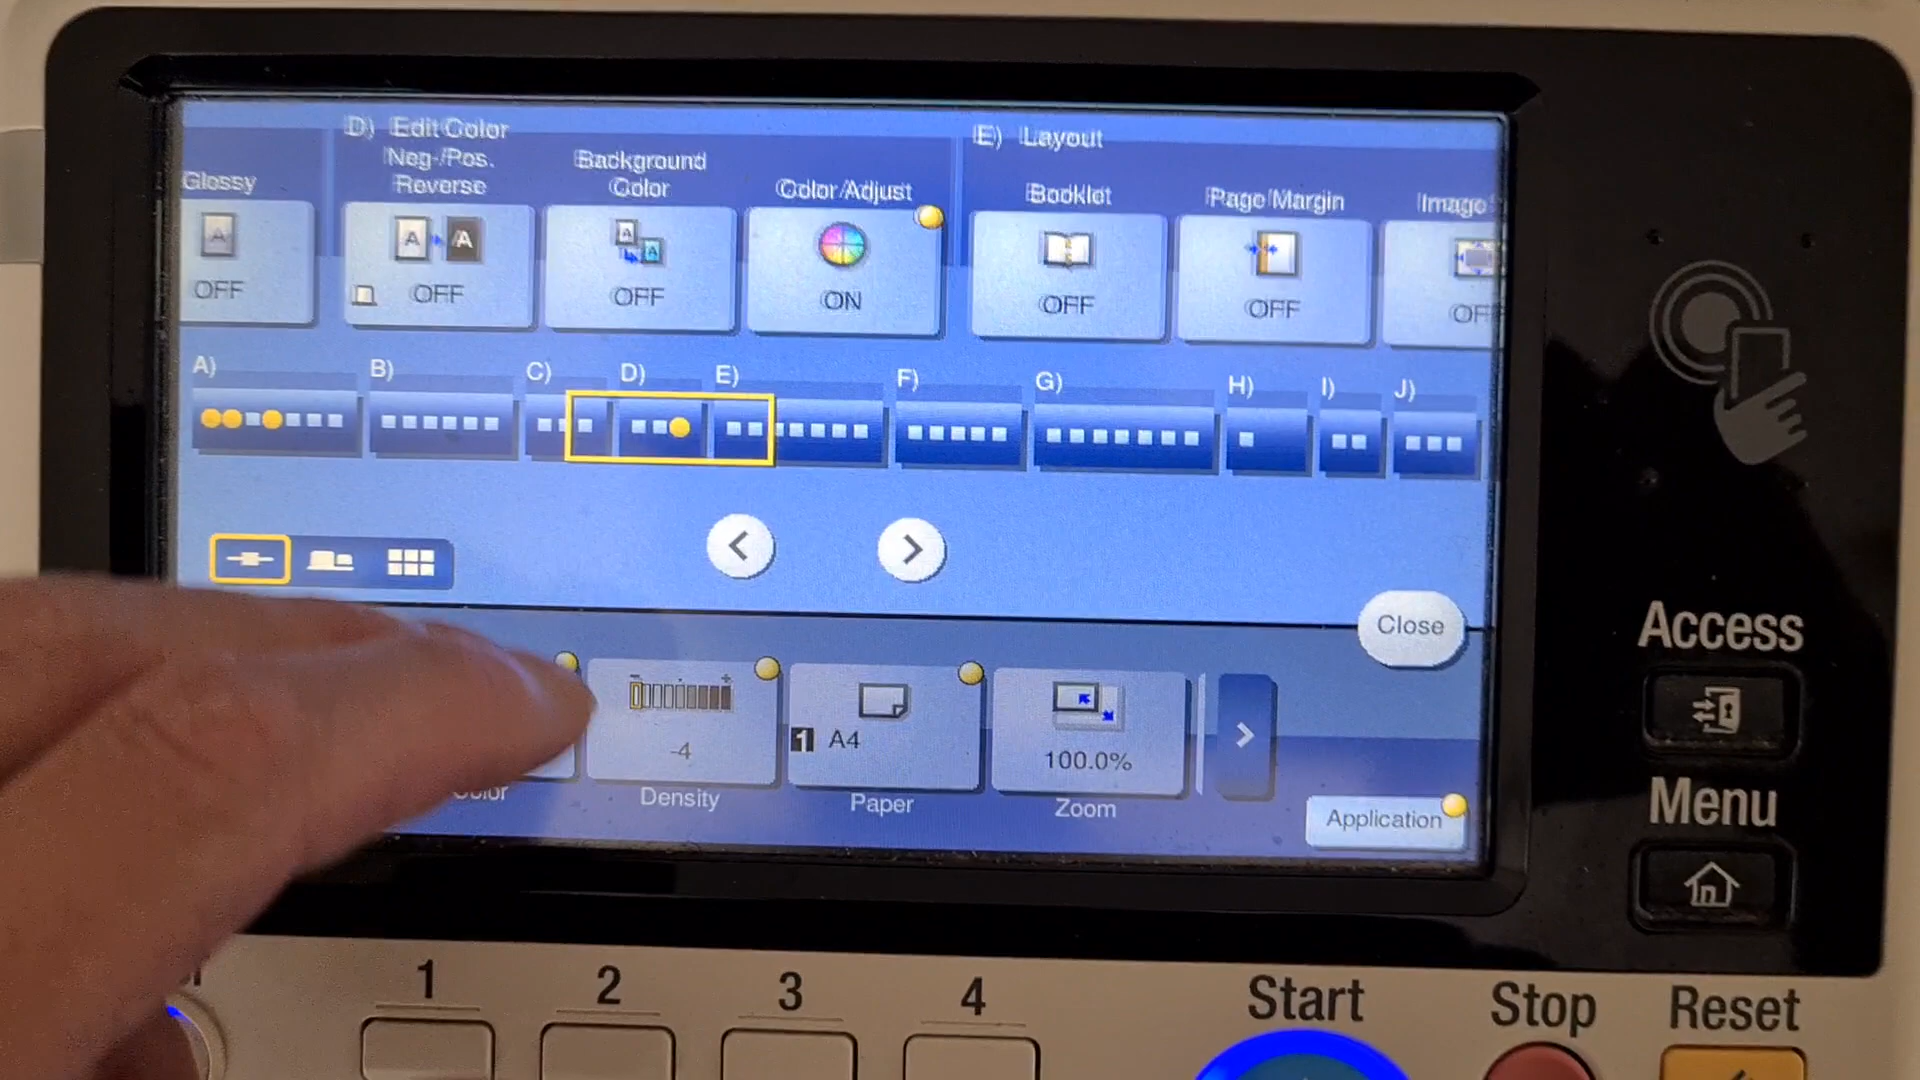 D) Edit Color
E) Layout
Glossy
Neg-/Pos.
Reverse
Background
Color
Color Adjust
Booklet
Page Margin
Image
OFF
OFF
OFF
ON
OFF
OFF
A)
B)
C)
D)
E)
F)
G)
H)
I)
J)
Close
- +
-4
1 A4
100.0%
Color
Density
Paper
Zoom
Application
Access
Menu
1
2
3
4
Start
Stop
Reset